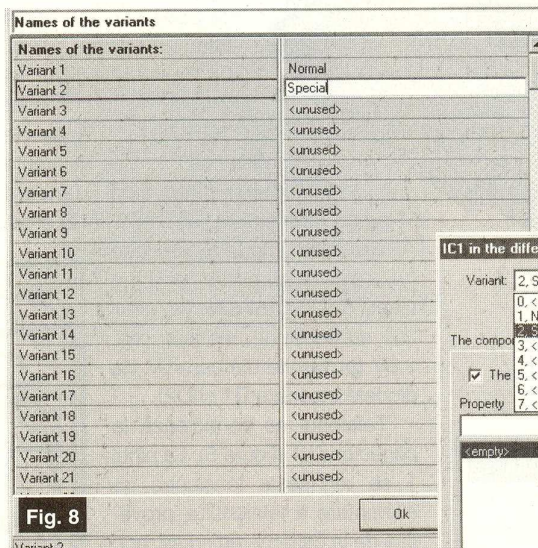 Names of the variants
Names of the variants:
Variant 1 Normal
Variant 2 Special
Variant 3 <unused>
Variant 4 <unused>
Variant 5 <unused>
Variant 6 <unused>
Variant 7 <unused>
Variant 8 <unused>
Variant 9 <unused>
Variant 10 <unused>
Variant 11 <unused>
Variant 12 <unused>
Variant 13 <unused>
Variant 14 <unused>
Variant 15 <unused>
Variant 16 <unused>
Variant 17 <unused>
Variant 18 <unused>
Variant 19 <unused>
Variant 20 <unused>
Variant 21 <unused>
Fig. 8
Ok
Variant 2
IC1 in the diffe
Variant: 2, S
0, <
1, N
2, S
3, <
4, <
5, <
6, <
7, <
The compo
The
Property
<empty>